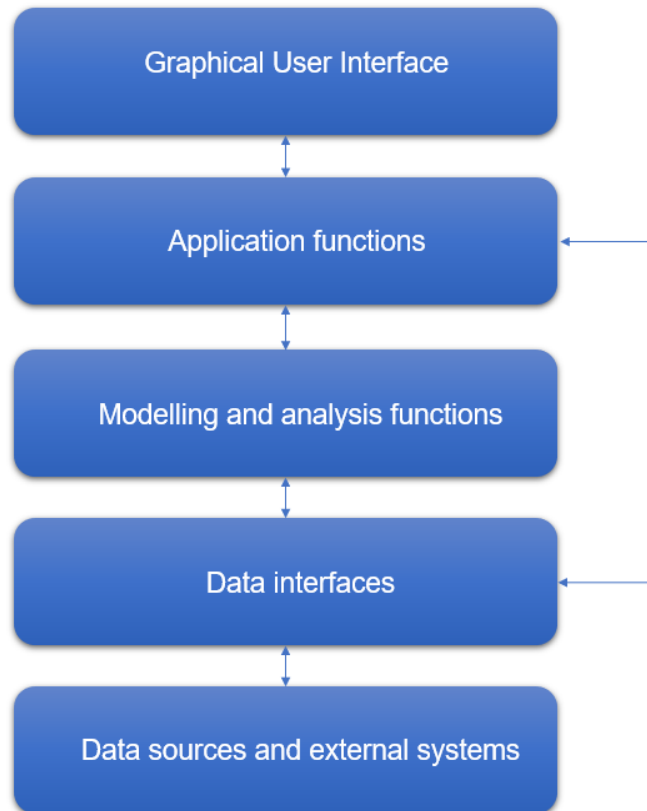 Graphical User Interface
Application functions
Modelling and analysis functions
Data interfaces
Data sources and external systems